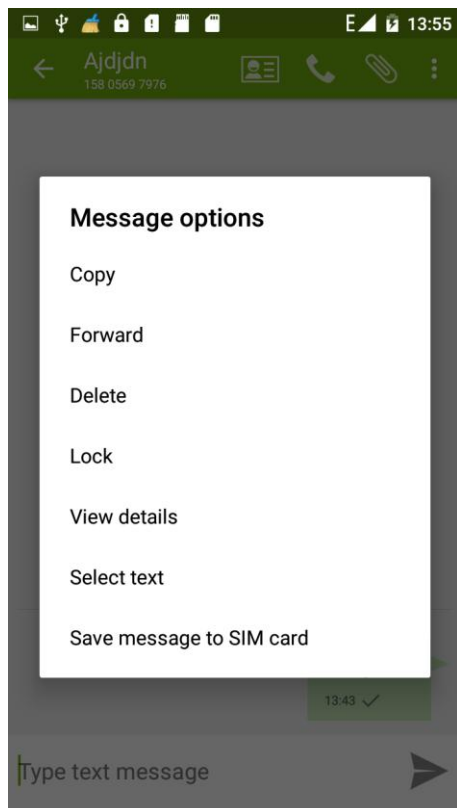 E 13:55
Ajdjdn
158 0569 7976
Message options
Copy
Forward
Delete
Lock
View details
Select text
Save message to SIM card
13:43
Type text message